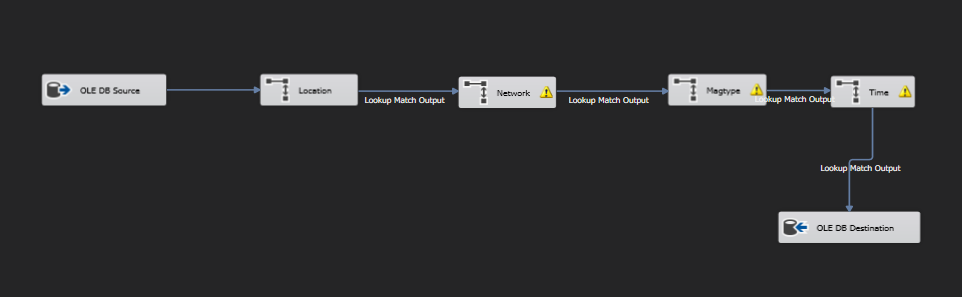 OLE DB Source
Location
Lookup Match Output
Network
Lookup Match Output
Magtype
Lookup Match Output
Time
Lookup Match Output
OLE DB Destination